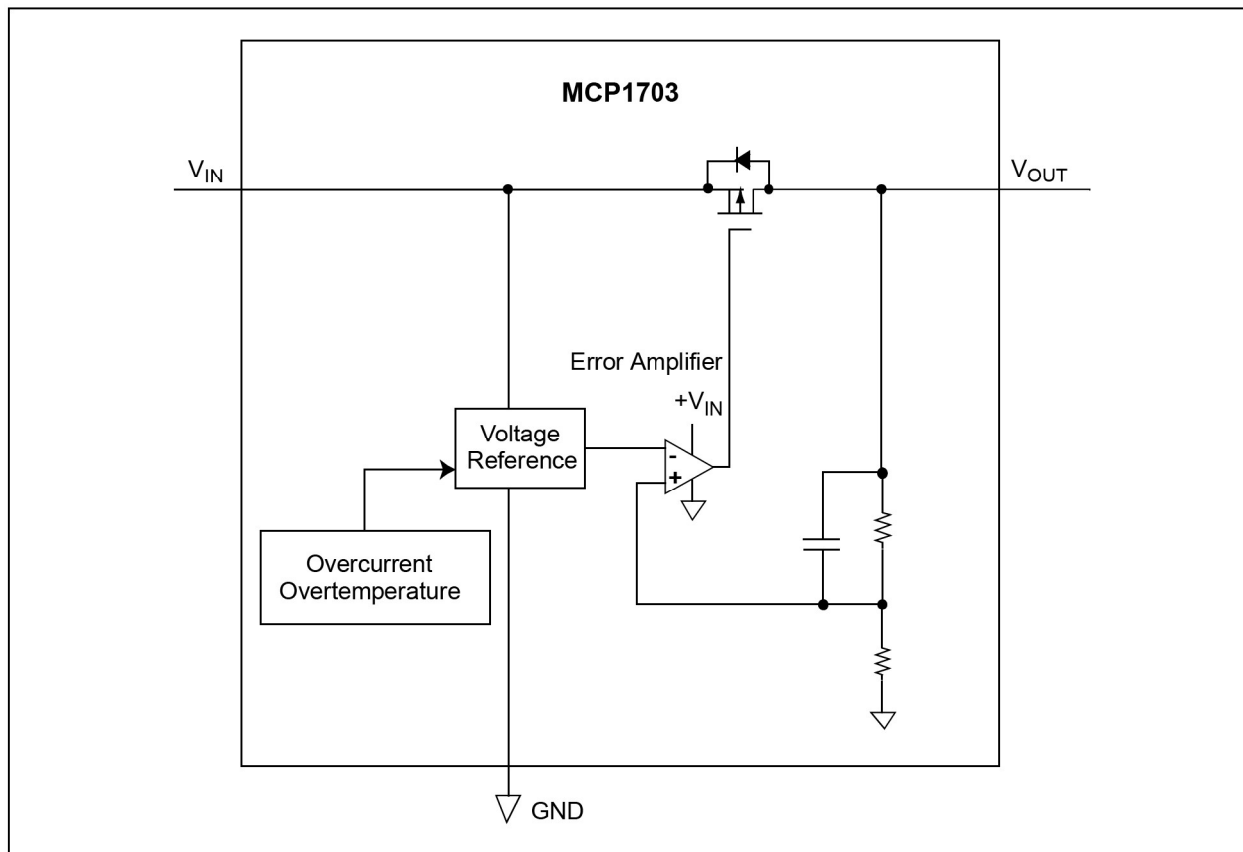 MCP1703
VIN
VOUT
Error Amplifier
+VIN
Voltage
Reference
-
+
Overcurrent
Overtemperature
GND